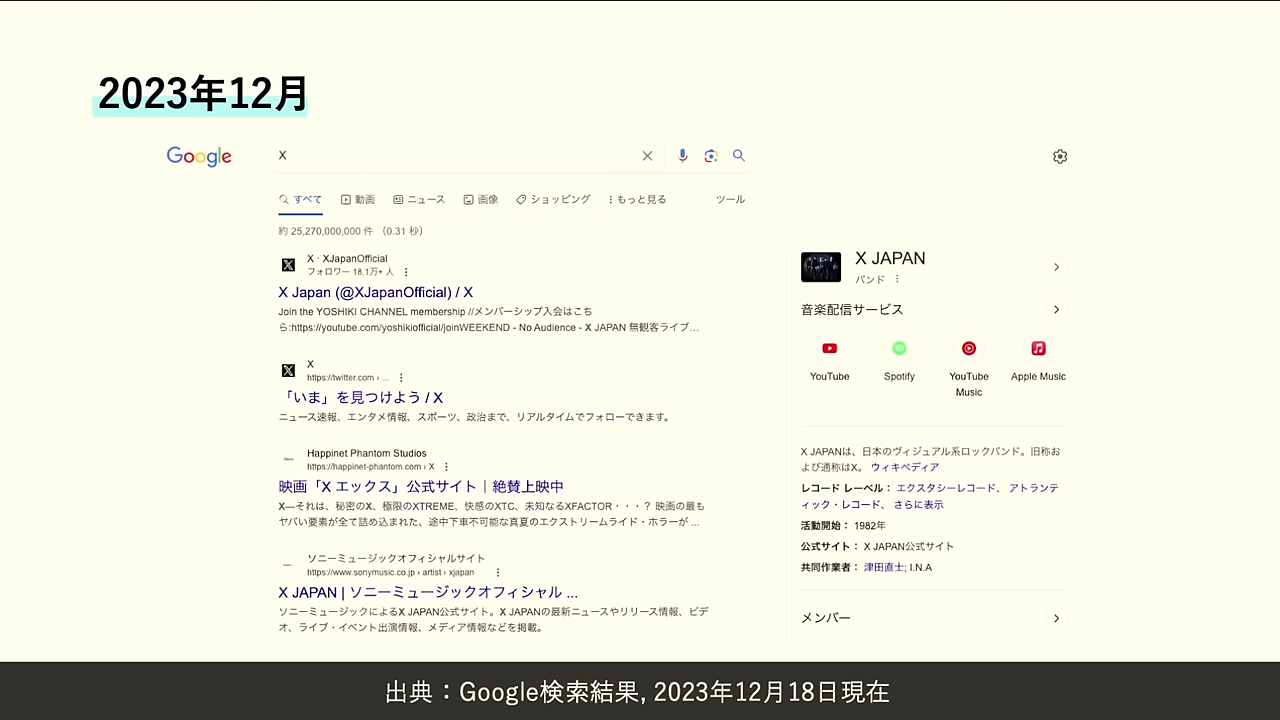 2023年12月
Google
X
すべて 動画 ニュース 画像 ショッピング もっと見る ツール
約 25,270,000,000 件 (0.31 秒)
X · XJapanOfficial
フォロワー 18.1万+ 人
X Japan (@XJapanOfficial) / X
Join the YOSHIKI CHANNEL membership //メンバーシップ入会はこち
ら:https://youtube.com/yoshikiofficial/joinWEEKEND - No Audience - X JAPAN 無観客ライブ...
X
https://twitter.com › ...
「いま」を見つけよう / X
ニュース速報、エンタメ情報、スポーツ、政治まで、リアルタイムでフォローできます。
Happinet Phantom Studios
https://happinet-phantom.com › X
映画「X エックス」公式サイト｜絶賛上映中
X—それは、秘密のX、極限のXTREME、快感のXTC、未知なるXFACTOR・・・? 映画の最も
ヤバい要素が全て詰め込まれた、途中下車不可能な真夏のエクストリームライド・ホラーが ...
ソニーミュージックオフィシャルサイト
https://www.sonymusic.co.jp › artist › xjapan
X JAPAN | ソニーミュージックオフィシャル ...
ソニーミュージックによるX JAPAN公式サイト。X JAPANの最新ニュースやリリース情報、ビデ
オ、ライブ・イベント出演情報、メディア情報などを掲載。
X JAPAN
バンド
音楽配信サービス
YouTube Spotify YouTube Music Apple Music
X JAPANは、日本のヴィジュアル系ロックバンド。旧称およ
び通称はX。 ウィキペディア
レコード レーベル： エクスタシーレコード、 アトランテ
ィック・レコード、 さらに表示
活動開始： 1982年
公式サイト： X JAPAN公式サイト
共同作業者： 津田直士; I.N.A
メンバー
出典：Google検索結果, 2023年12月18日現在